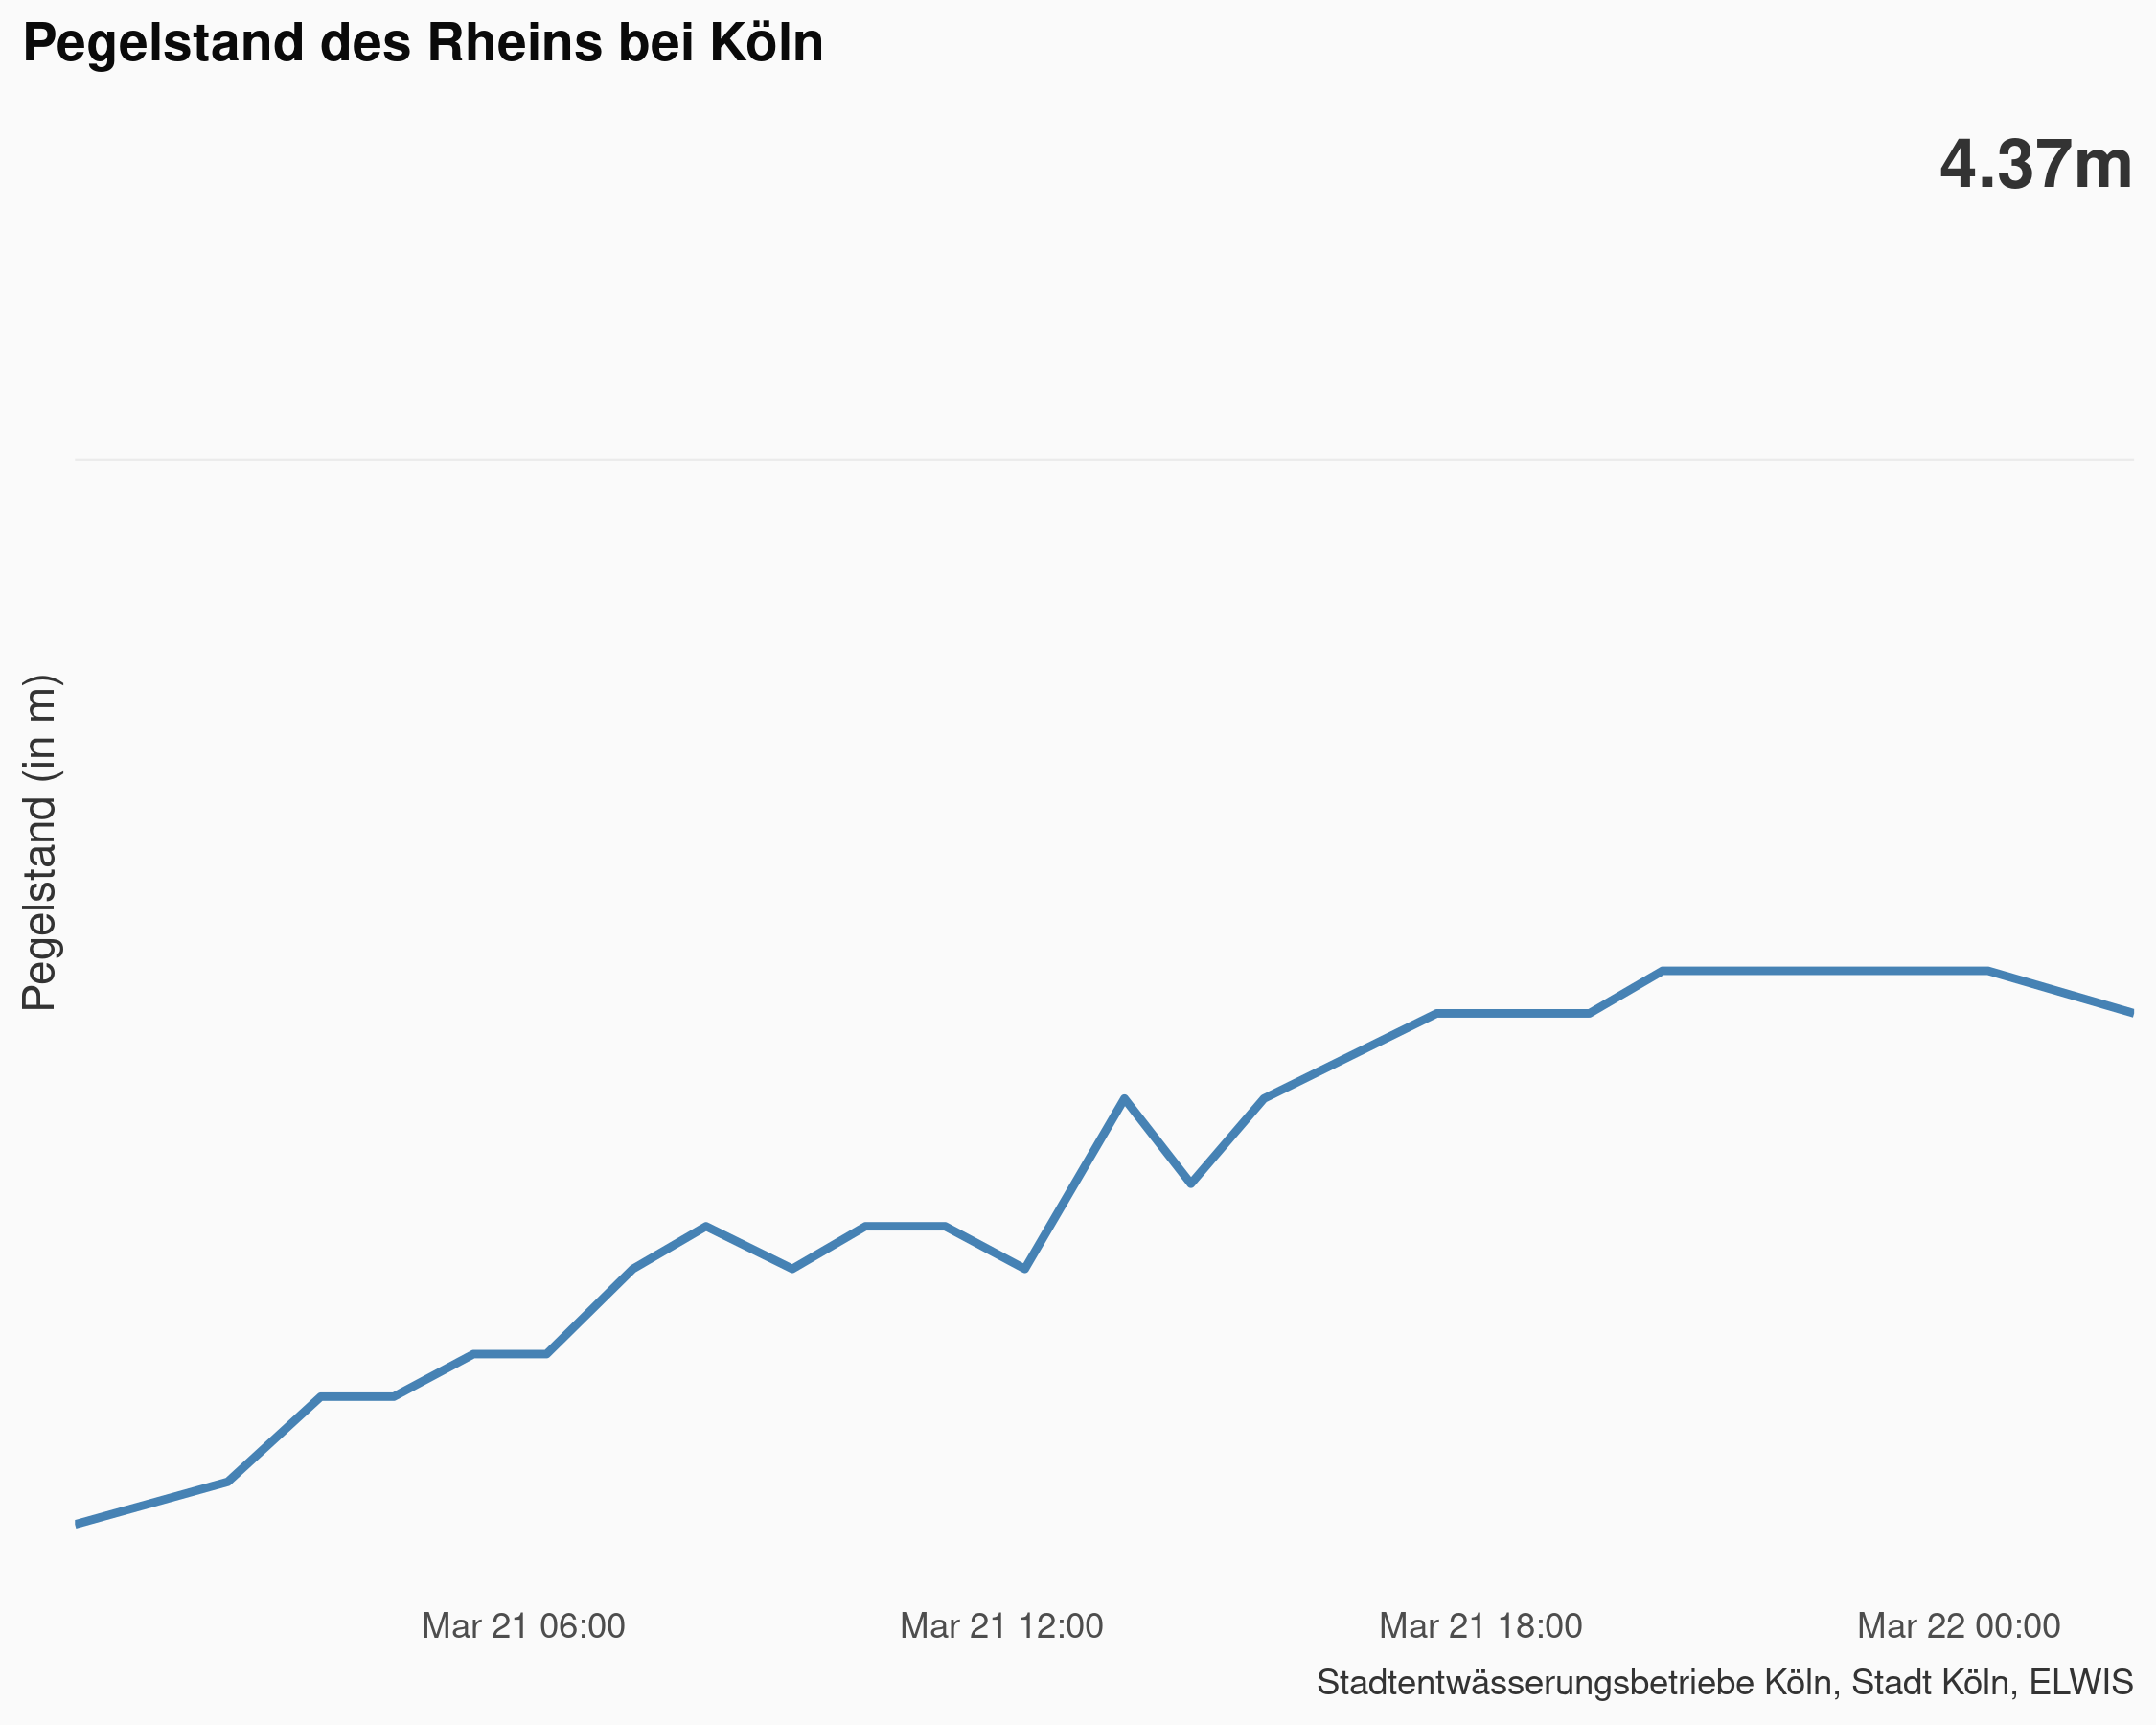 Pegelstand des Rheins bei Köln
4.37m
Pegelstand (in m)
Mar 21 06:00
Mar 21 12:00
Mar 21 18:00
Mar 22 00:00
Stadtentwässerungsbetriebe Köln, Stadt Köln, ELWIS